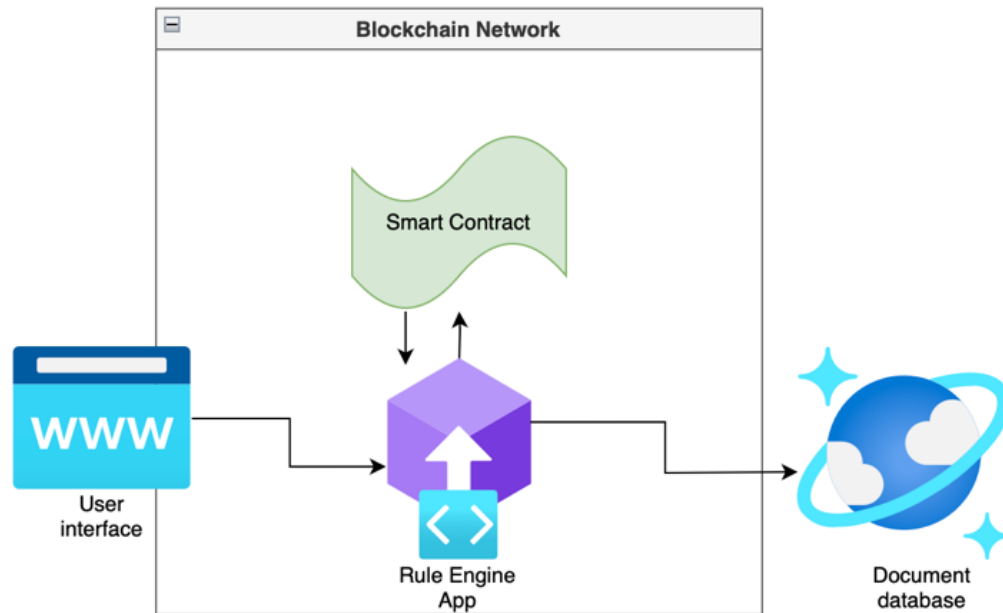 Blockchain Network
Smart Contract
WWW
User
interface
< >
Rule Engine
App
Document
database